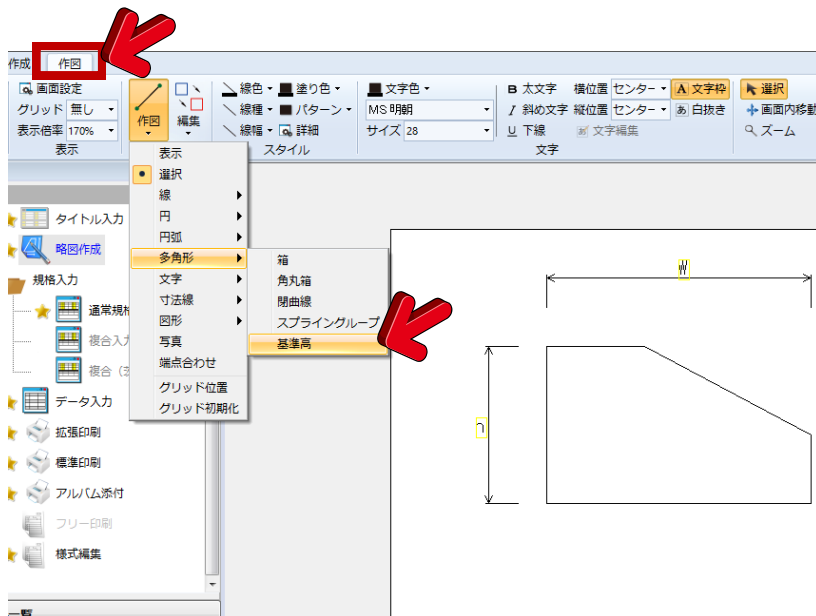 作成 作図
画面設定
グリッド 無し
表示倍率 170%
表示
作図
編集
線色 塗り色
線種 パターン
線幅 詳細
スタイル
文字色
MS 明朝
サイズ 28
B 太文字 横位置 センター A 文字枠
I 斜め文字 縦位置 センター あ 白抜き
U 下線 あ 文字編集
文字
選択
画面内移動
ズーム
表示
選択
線
円
円弧
多角形
文字
寸法線
図形
写真
端点合わせ
グリッド位置
グリッド初期化
箱
角丸箱
閉曲線
スプライングループ
基準高
タイトル入力
略図作成
規格入力
通常規格
複合入力
複合（
データ入力
拡張印刷
標準印刷
アルバム添付
フリー印刷
様式編集
一覧
W